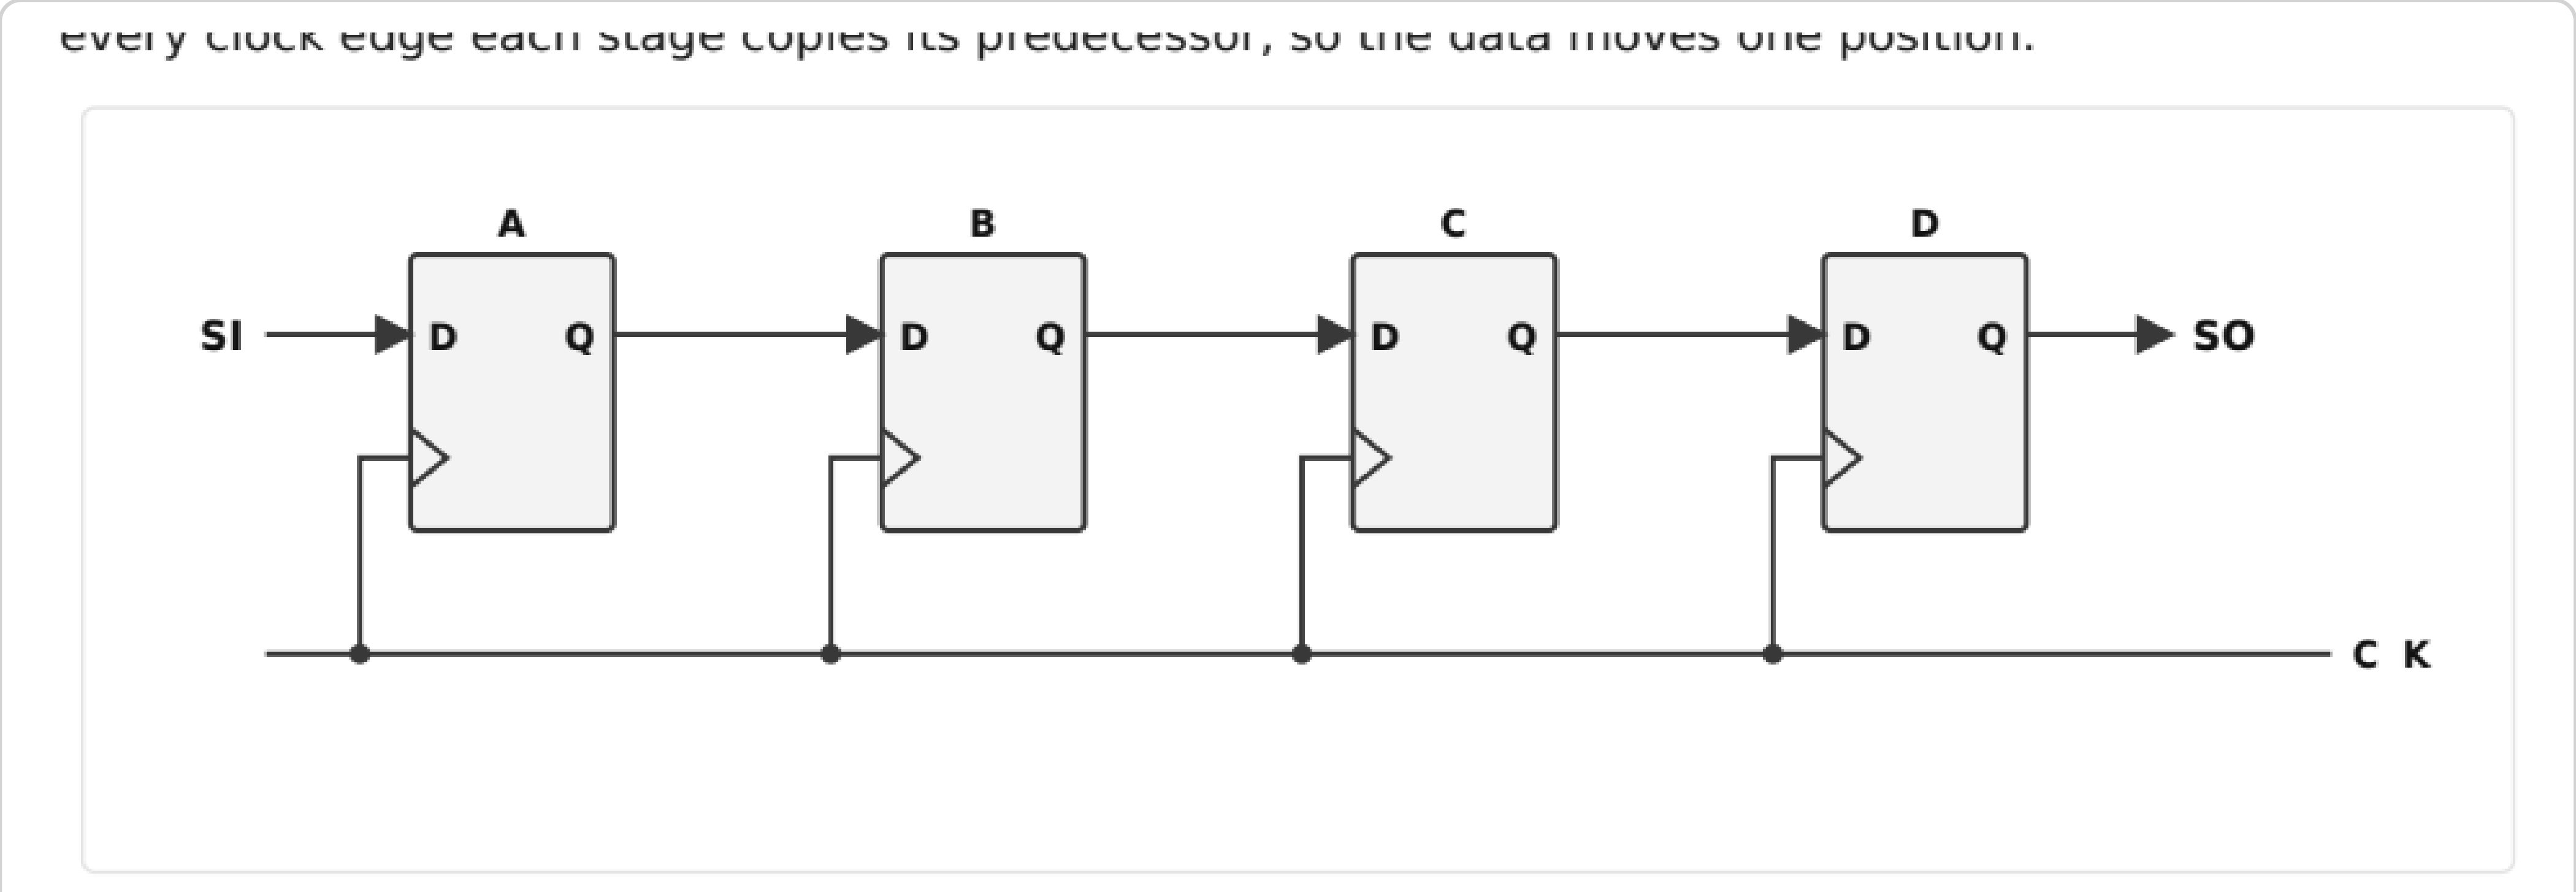 every clock edge each stage copies its predecessor, so the data moves one position.
A B C D
SI D Q D Q D Q D Q SO
C K